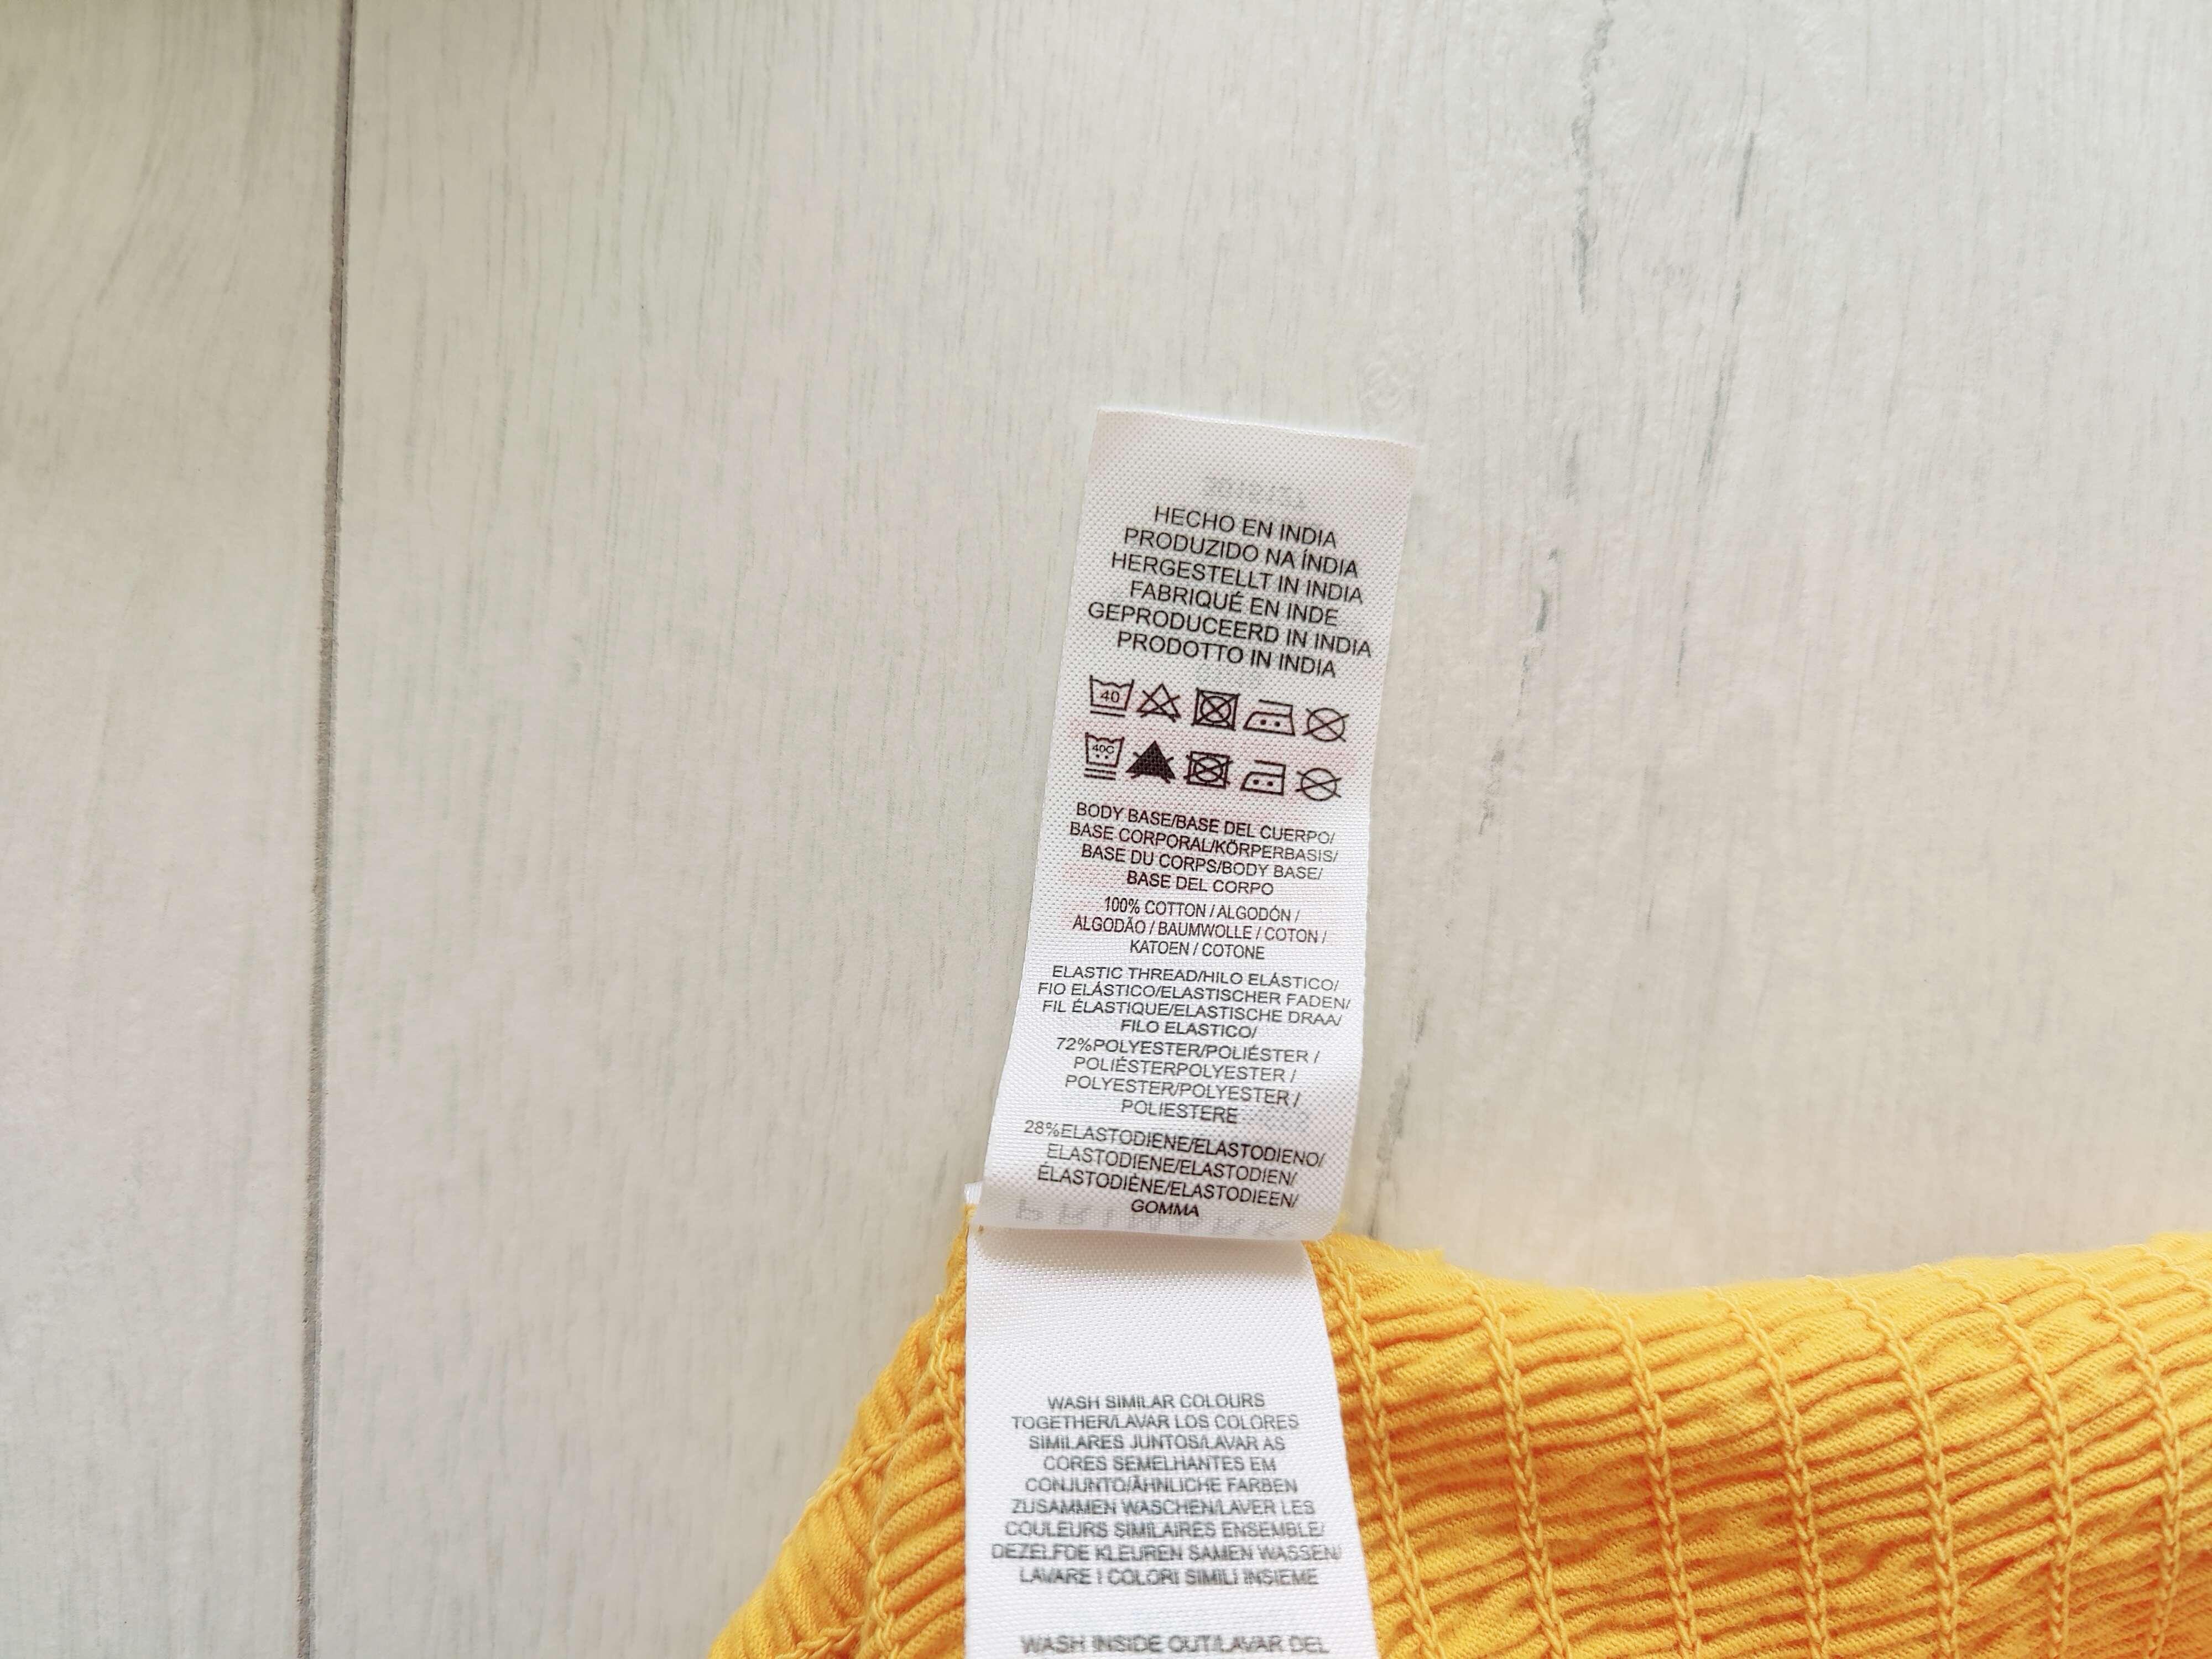 HECHO EN INDIA
PRODUZIDO NA ÍNDIA
HERGESTELLT IN INDIA
FABRIQUÉ EN INDE
GEPRODUCEERD IN INDIA
PRODOTTO IN INDIA
40
40C
BODY BASE/BASE DEL CUERPO/
BASE CORPORAL/KÖRPERBASIS/
BASE DU CORPS/BODY BASE/
BASE DEL CORPO
100% COTTON / ALGODÓN /
ALGODÃO / BAUMWOLLE / COTON /
KATOEN / COTONE
ELASTIC THREAD/HILO ELÁSTICO/
FIO ELÁSTICO/ELASTISCHER FADEN/
FIL ÉLASTIQUE/ELASTISCHE DRAA/
FILO ELASTICO/
72%POLYESTER/POLIÉSTER /
POLIÉSTERPOLYESTER /
POLYESTER/POLYESTER /
POLIESTERE
28%ELASTODIENE/ELASTODIENO/
ELASTODIENE/ELASTODIEN/
ÉLASTODIÈNE/ELASTODIEEN/
GOMMA
WASH SIMILAR COLOURS
TOGETHER/LAVAR LOS COLORES
SIMILARES JUNTOS/LAVAR AS
CORES SEMELHANTES EM
CONJUNTO/ÄHNLICHE FARBEN
ZUSAMMEN WASCHEN/LAVER LES
COULEURS SIMILAIRES ENSEMBLE/
DEZELFDE KLEUREN SAMEN WASSEN/
LAVARE I COLORI SIMILI INSIEME
WASH INSIDE OUT/LAVAR DEL